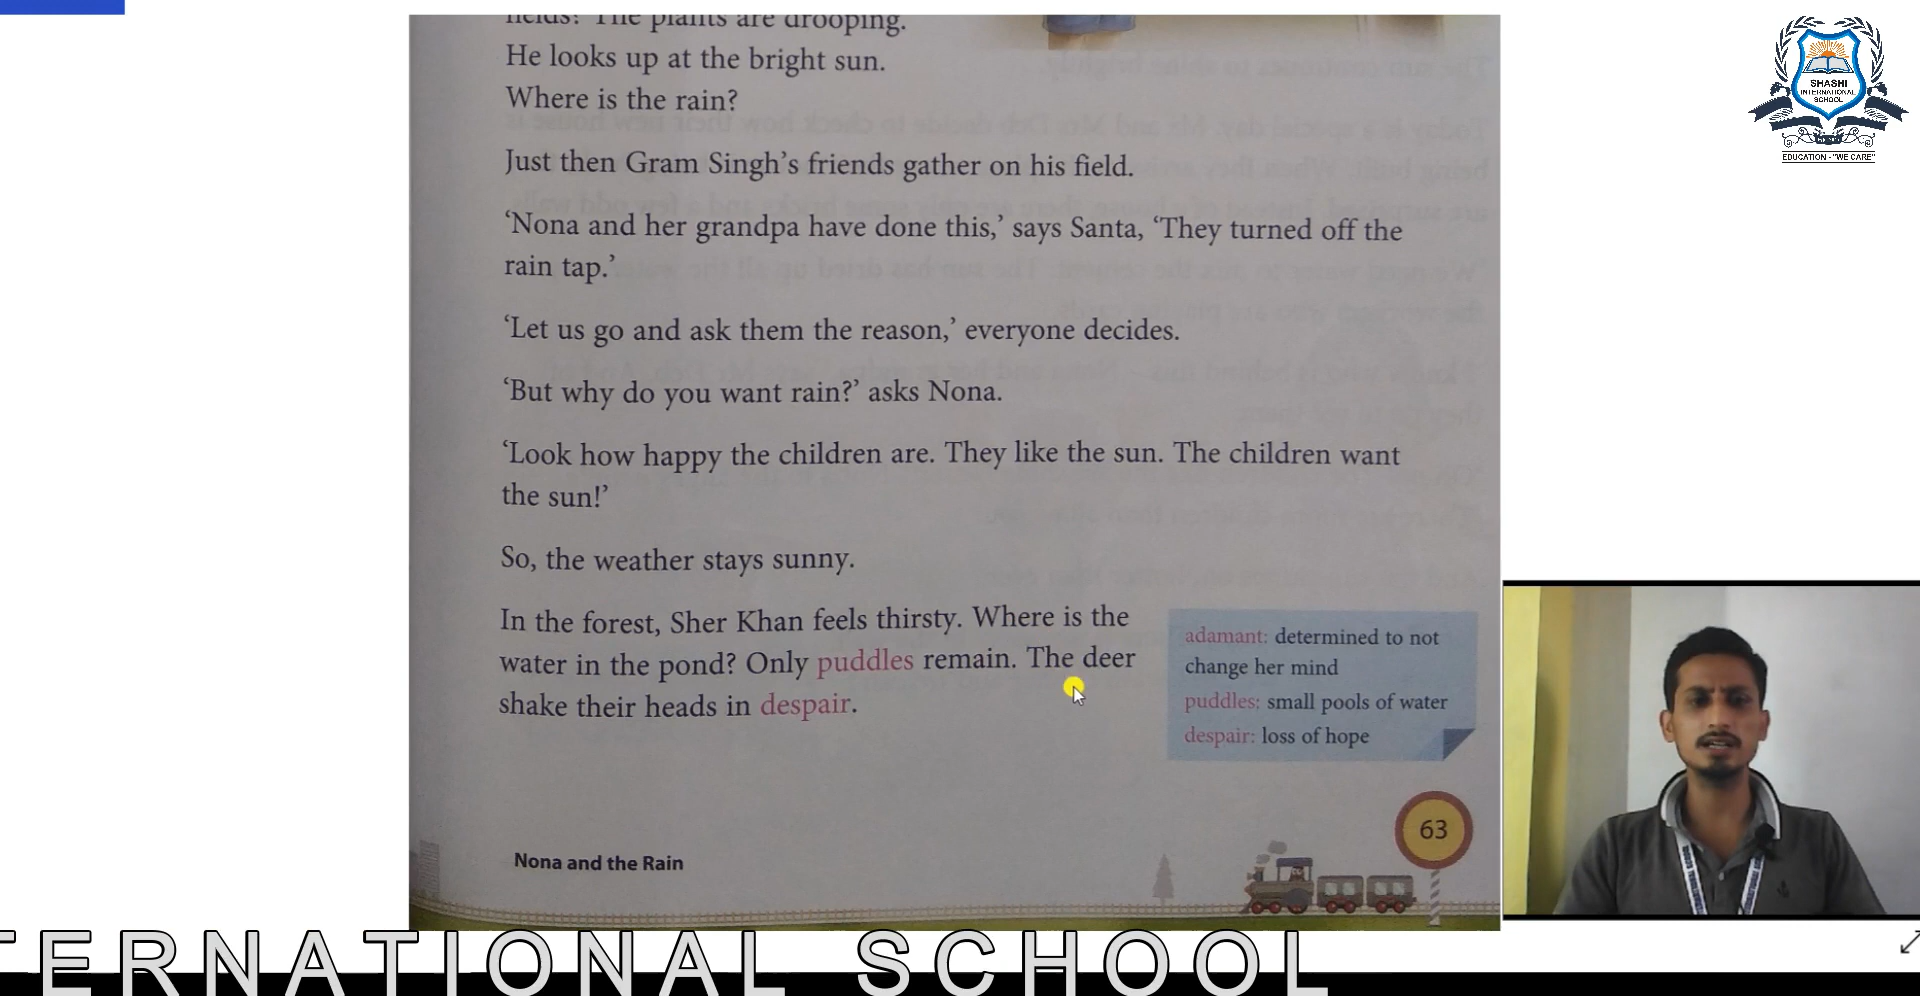 fields? The plants are drooping.
He looks up at the bright sun.
Where is the rain?
Just then Gram Singh's friends gather on his field.
‘Nona and her grandpa have done this,’ says Santa, ‘They turned off the
rain tap.’
‘Let us go and ask them the reason,’ everyone decides.
‘But why do you want rain?’ asks Nona.
‘Look how happy the children are. They like the sun. The children want
the sun!’
So, the weather stays sunny.
In the forest, Sher Khan feels thirsty. Where is the
water in the pond? Only puddles remain. The deer
shake their heads in despair.
adamant: determined to not
change her mind
puddles: small pools of water
despair: loss of hope
63
Nona and the Rain
SHASHI
INTERNATIONAL
SCHOOL
EDUCATION - "WE CARE"
TERNATIONAL SCHOOL